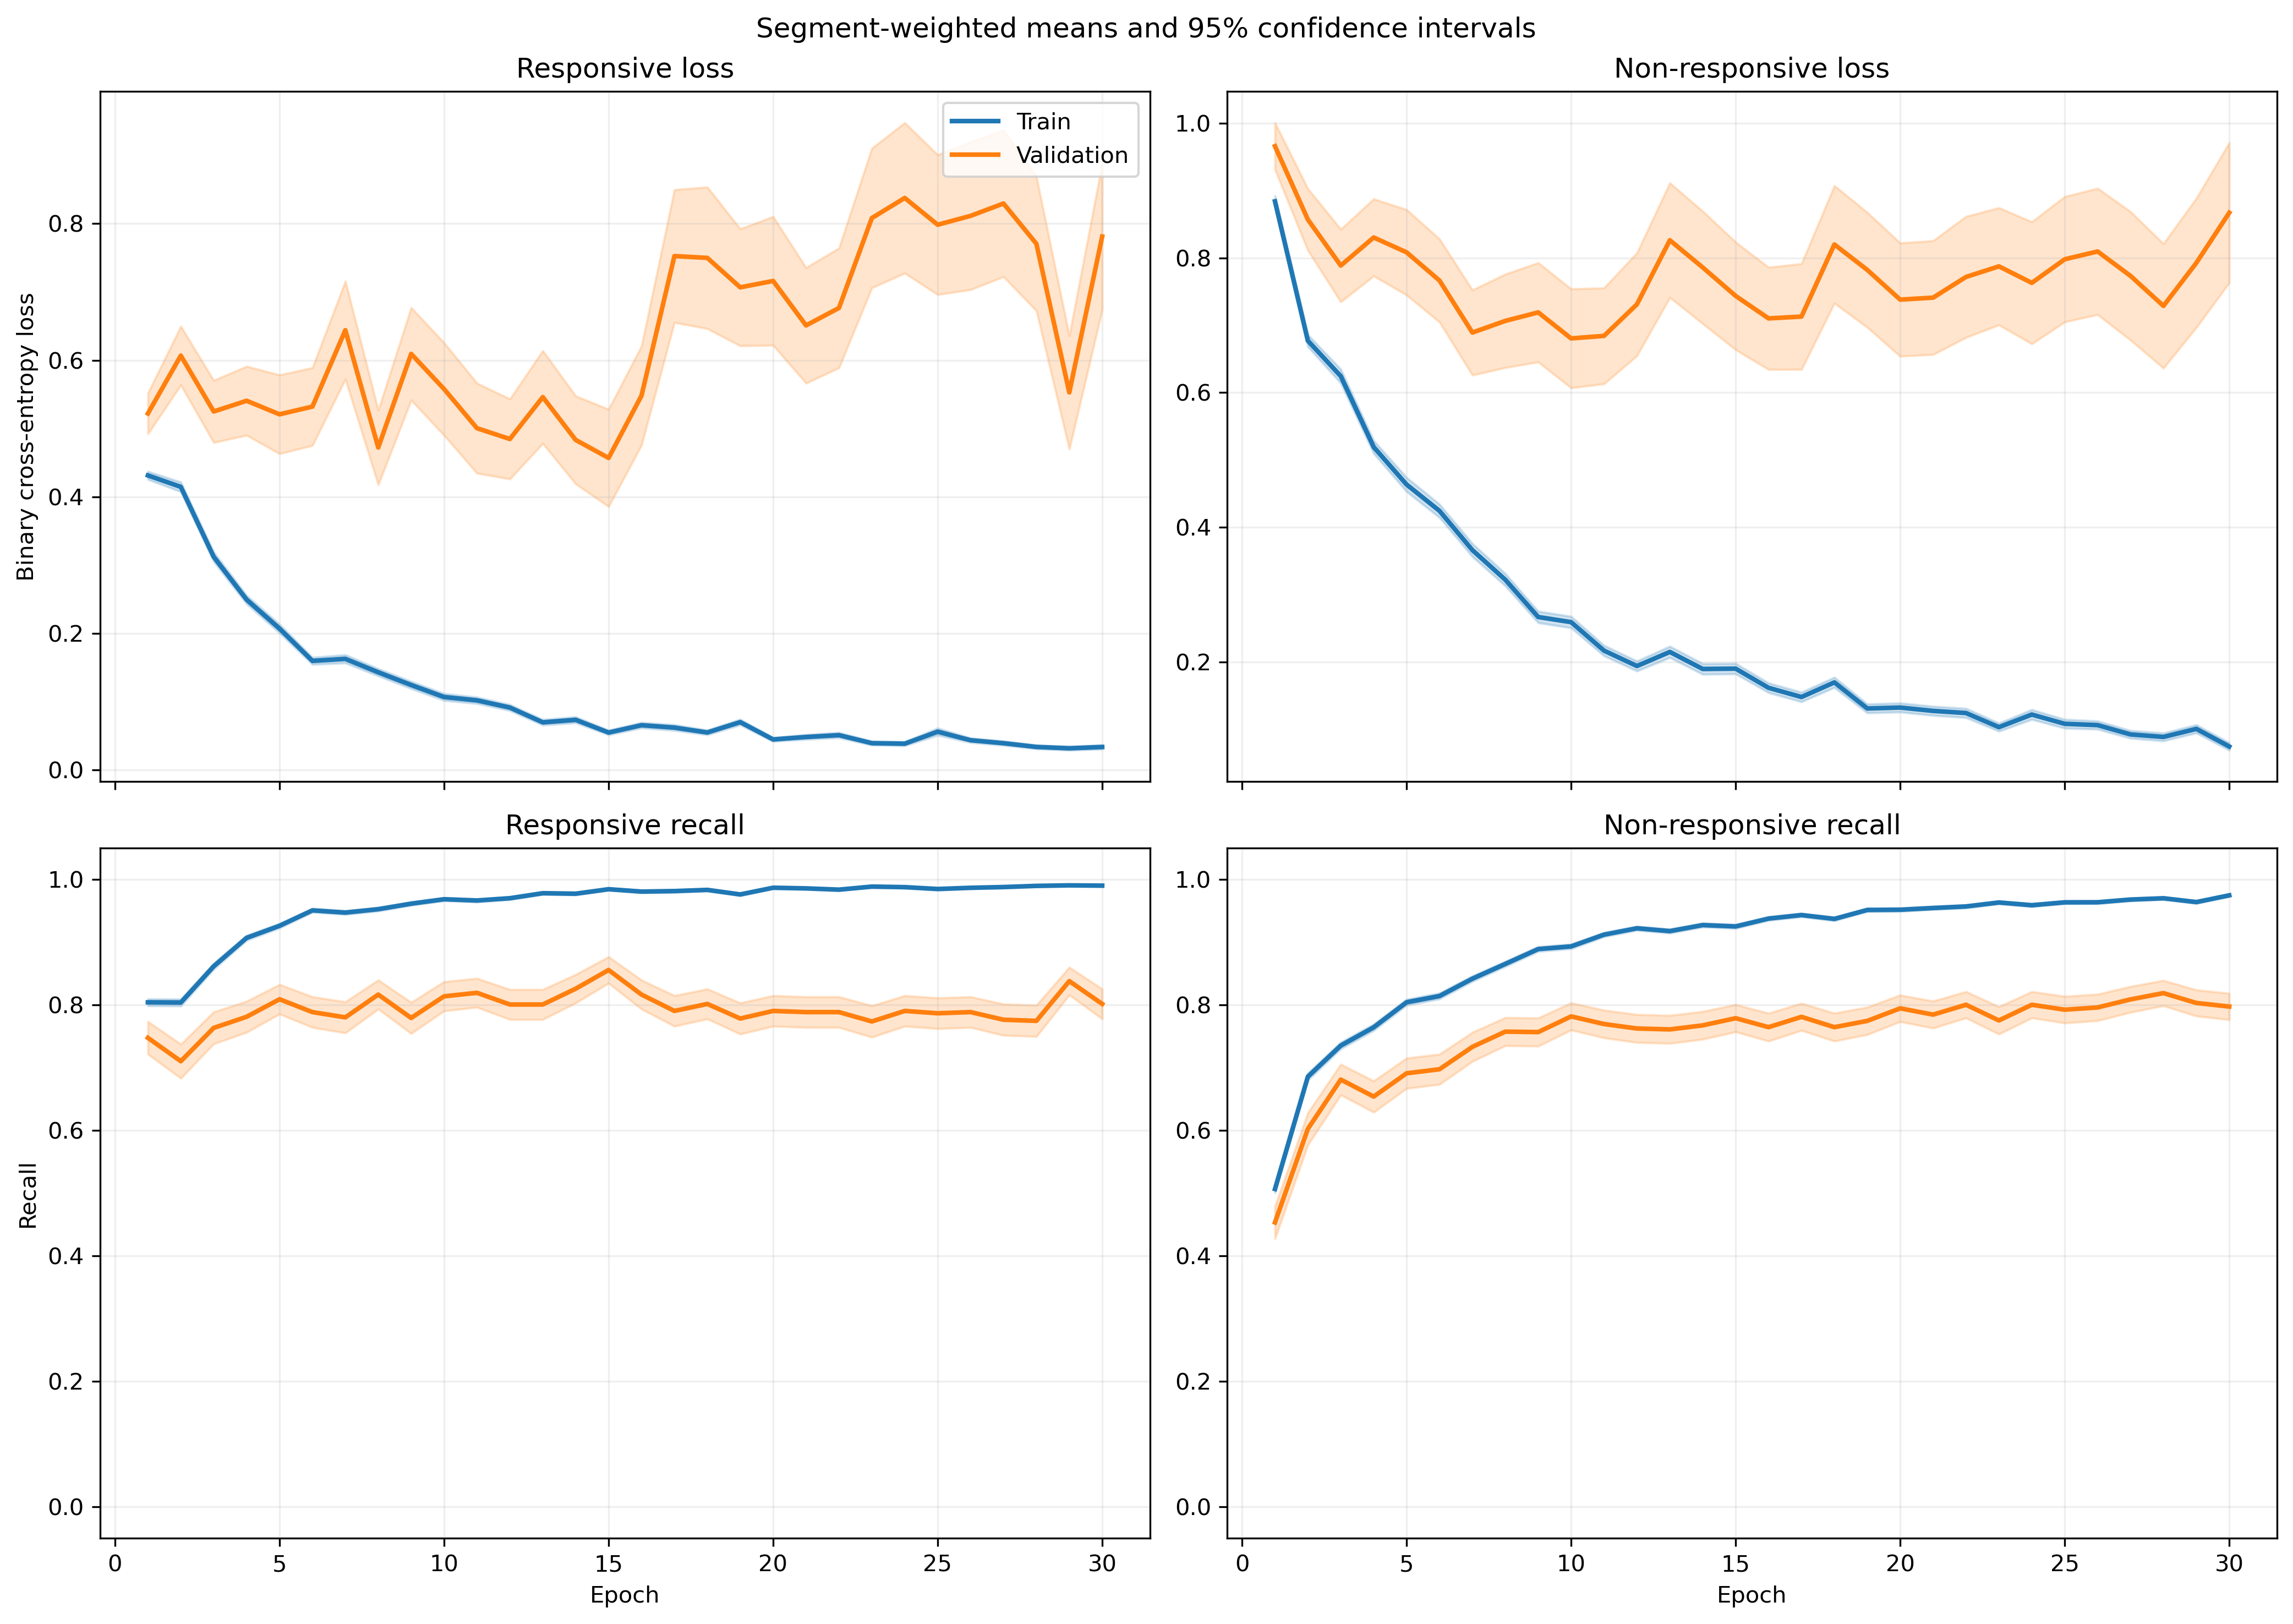 Segment-weighted means and 95% confidence intervals
Responsive loss
Non-responsive loss
Train
Validation
Binary cross-entropy loss
0.8
0.6
0.4
0.2
0.0
1.0
0.8
0.6
0.4
0.2
Responsive recall
Non-responsive recall
Recall
1.0
0.8
0.6
0.4
0.2
0.0
0 5 10 15 20 25 30
Epoch
1.0
0.8
0.6
0.4
0.2
0.0
0 5 10 15 20 25 30
Epoch